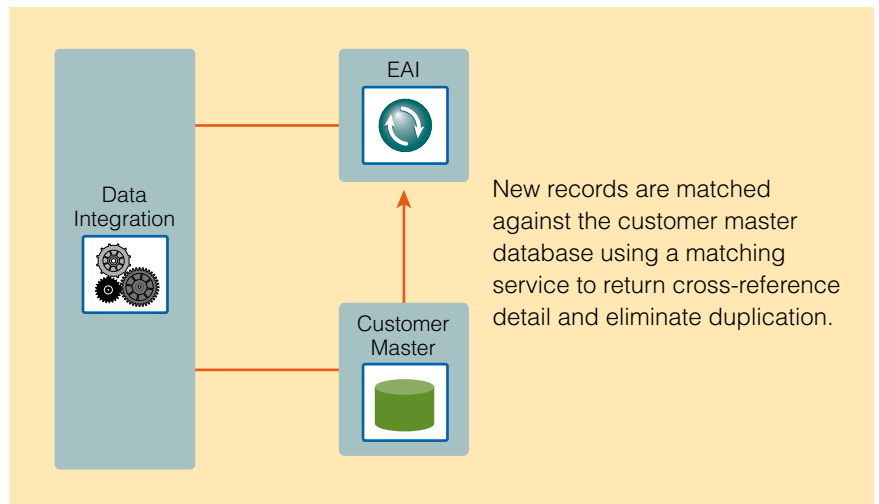 EAI
Data
Integration
New records are matched
against the customer master
database using a matching
service to return cross-reference
detail and eliminate duplication.
Customer
Master